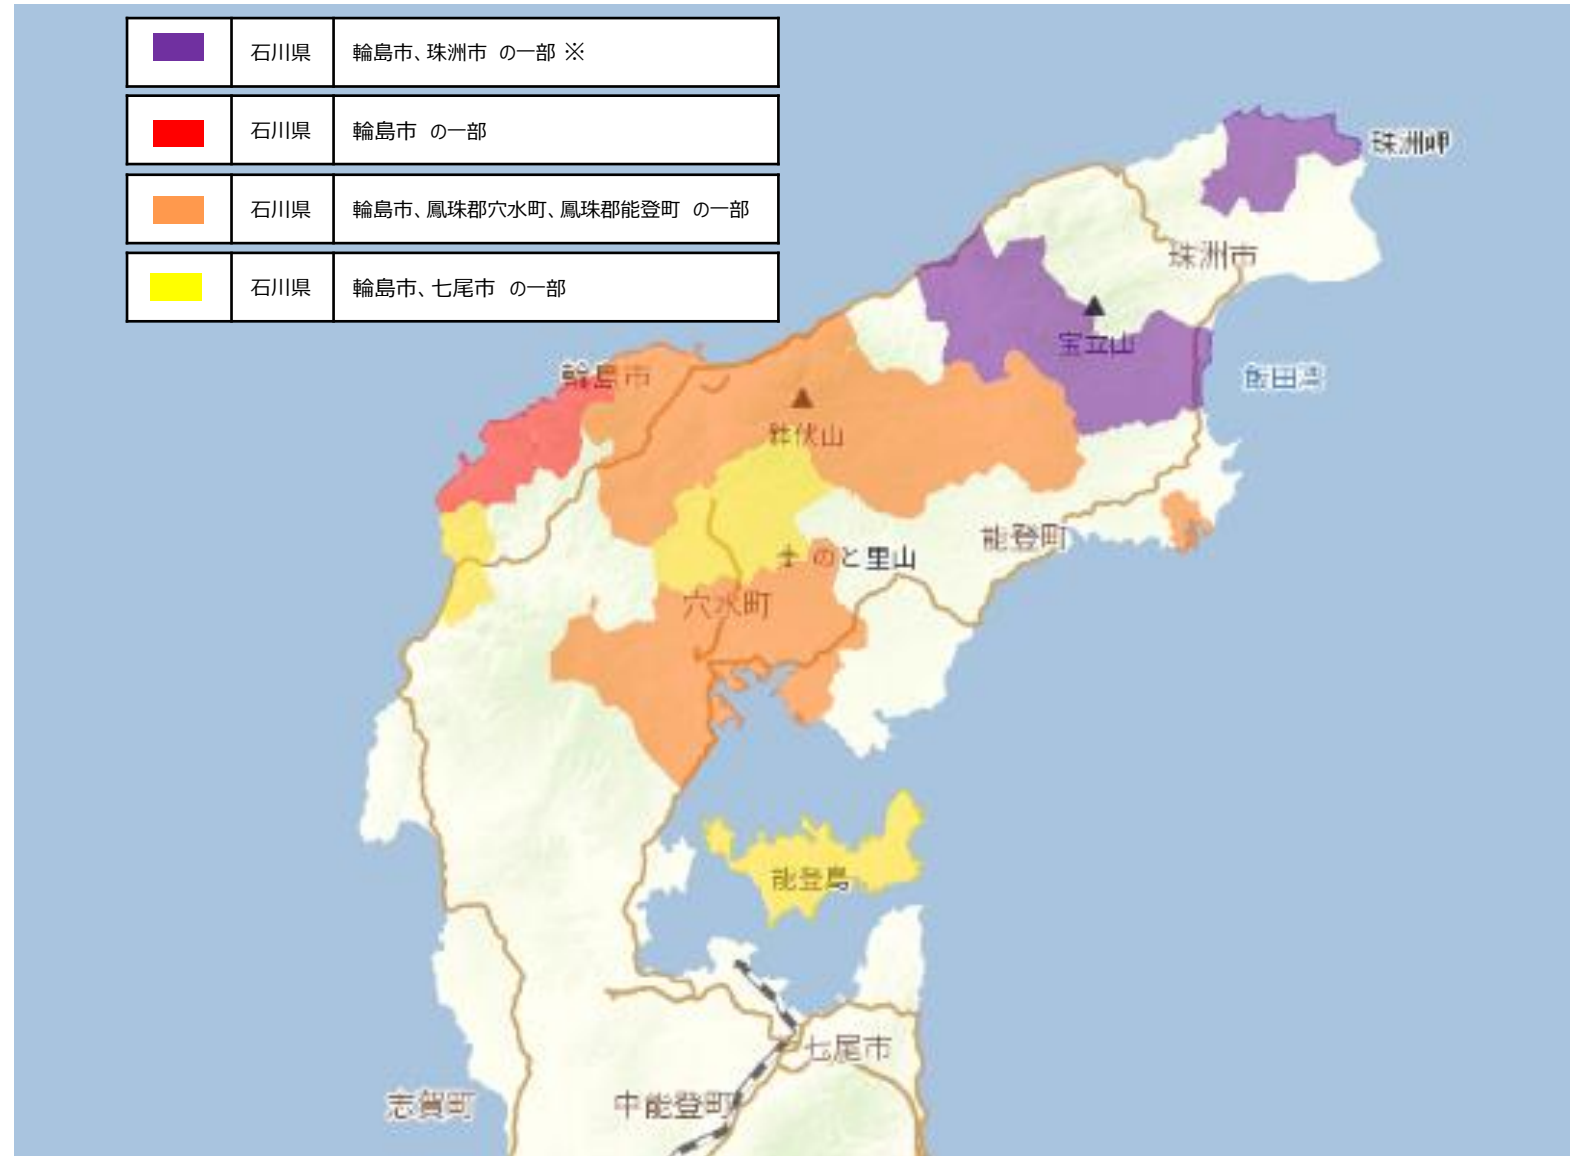 石川県 輪島市、珠洲市 の一部 ※
石川県 輪島市 の一部
石川県 輪島市、鳳珠郡穴水町、鳳珠郡能登町 の一部
石川県 輪島市、七尾市 の一部
珠洲岬
珠洲市
宝立山
輪島市
飯田湾
鉢伏山
能登町
のと里山
穴水町
能登島
七尾市
志賀町
中能登町